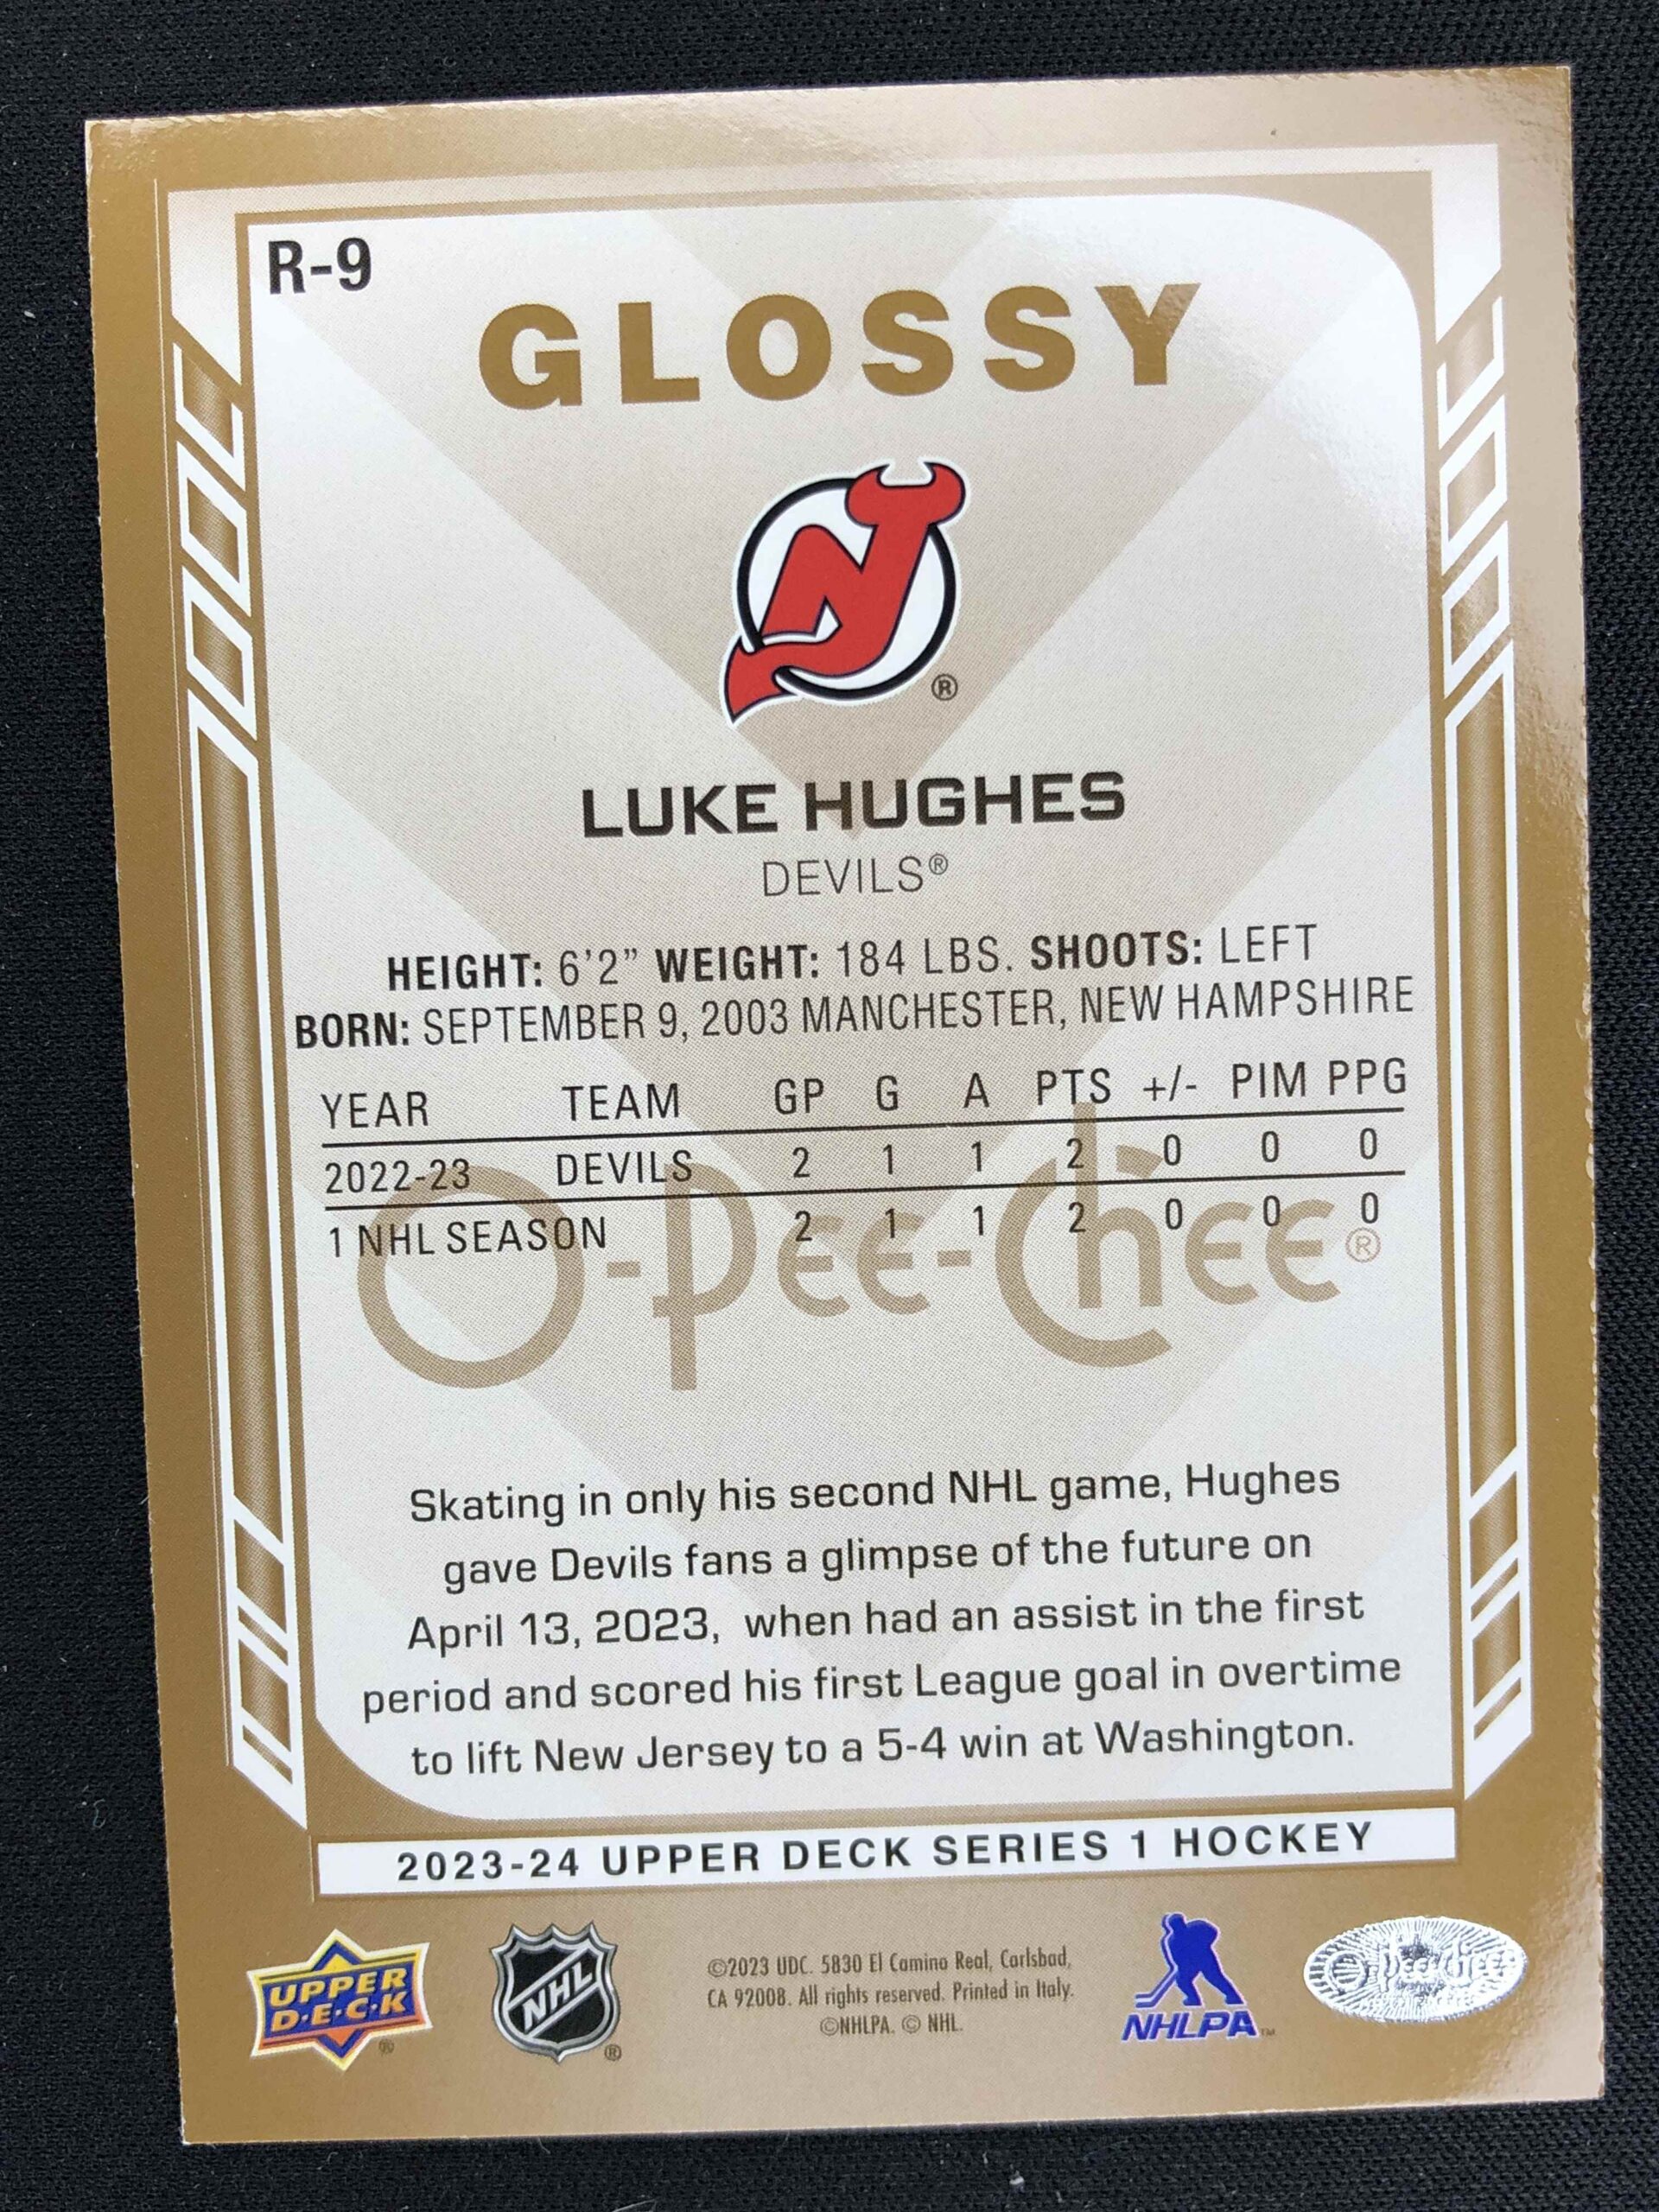 R-9
GLOSSY
®
LUKE HUGHES
DEVILS®
HEIGHT: 6'2" WEIGHT: 184 LBS. SHOOTS: LEFT
BORN: SEPTEMBER 9, 2003 MANCHESTER, NEW HAMPSHIRE
YEAR TEAM GP G A PTS +/- PIM PPG
2022-23 DEVILS 2 1 1 2 0 0 0
1 NHL SEASON 2 1 1 2 0 0 0
O-Pee-Chee®
Skating in only his second NHL game, Hughes
gave Devils fans a glimpse of the future on
April 13, 2023, when had an assist in the first
period and scored his first League goal in overtime
to lift New Jersey to a 5-4 win at Washington.
2023-24 UPPER DECK SERIES 1 HOCKEY
UPPER
D·E·C·K
®
NHL
®
©2023 UDC. 5830 El Camino Real, Carlsbad,
CA 92008. All rights reserved. Printed in Italy.
©NHLPA. © NHL.
NHLPA™
O-Pee-Chee